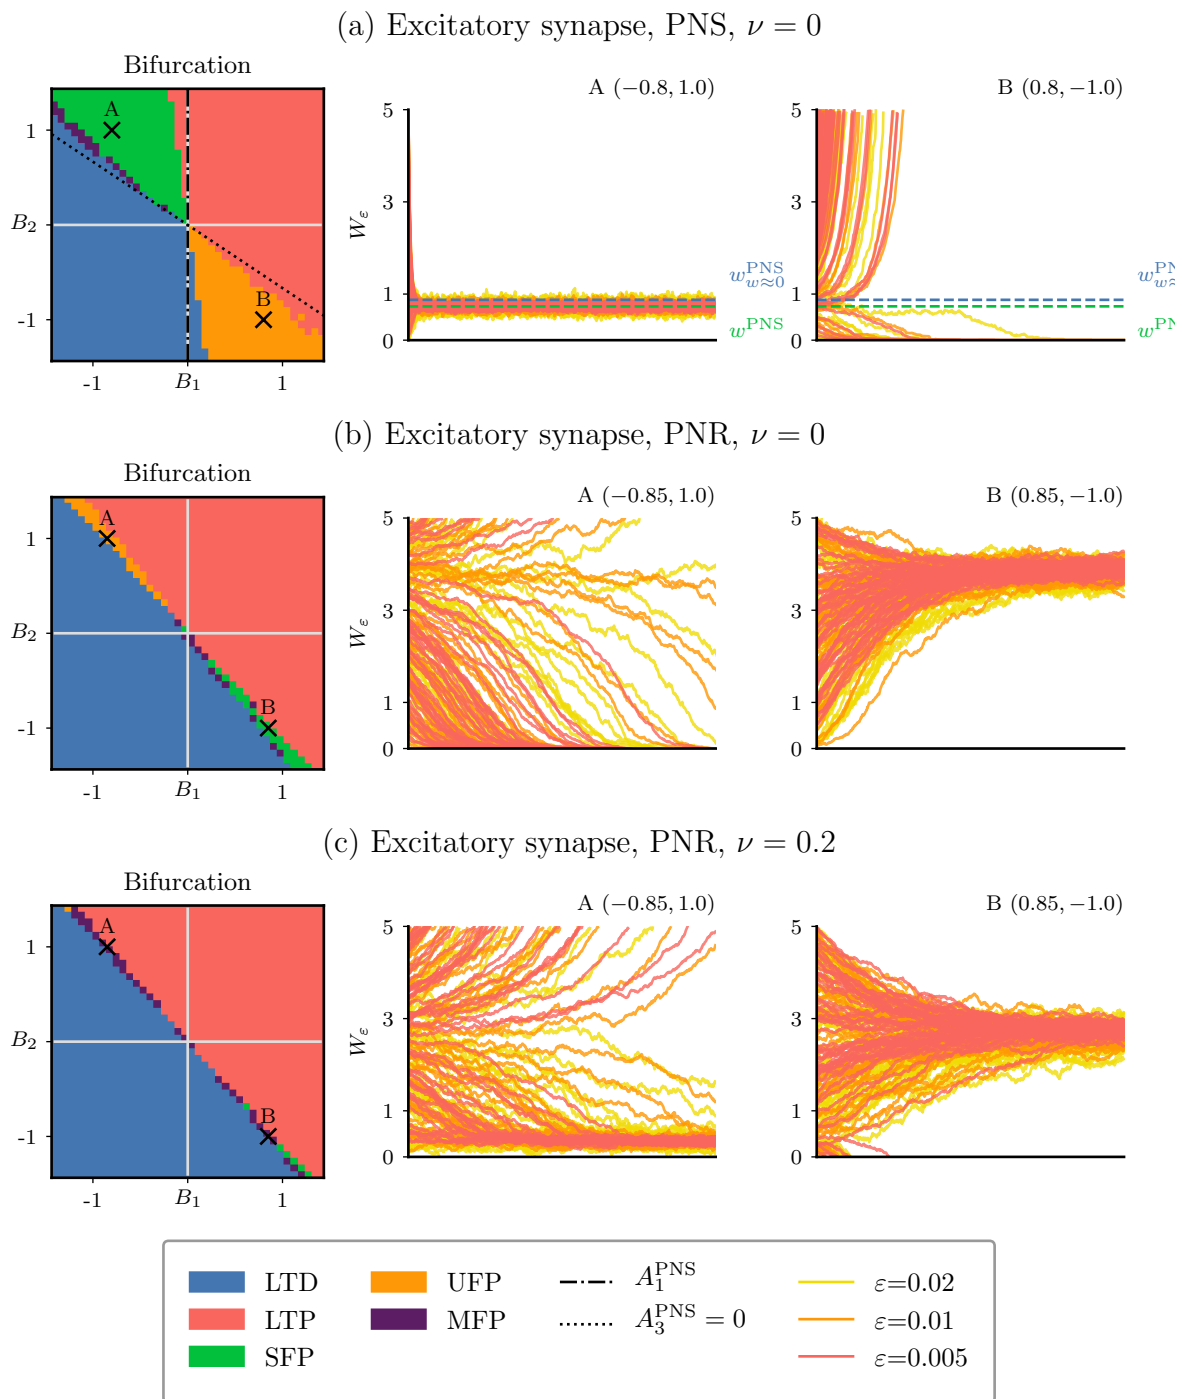 (a) Excitatory synapse, PNS, ν = 0
Bifurcation
A (−0.8, 1.0)
B (0.8, −1.0)
A
B
1
B₂
-1
-1
B₁
1
5
3
1
0
W_ε
w^PNS_w≈0
w^PNS
5
3
1
0
w^PN
w≈
w^PN
(b) Excitatory synapse, PNR, ν = 0
Bifurcation
A (−0.85, 1.0)
B (0.85, −1.0)
A
B
1
B₂
-1
-1
B₁
1
5
3
1
0
W_ε
5
3
1
0
(c) Excitatory synapse, PNR, ν = 0.2
Bifurcation
A (−0.85, 1.0)
B (0.85, −1.0)
A
B
1
B₂
-1
-1
B₁
1
5
3
1
0
W_ε
5
3
1
0
LTD
LTP
SFP
UFP
MFP
A₁^PNS
A₃^PNS = 0
ε=0.02
ε=0.01
ε=0.005